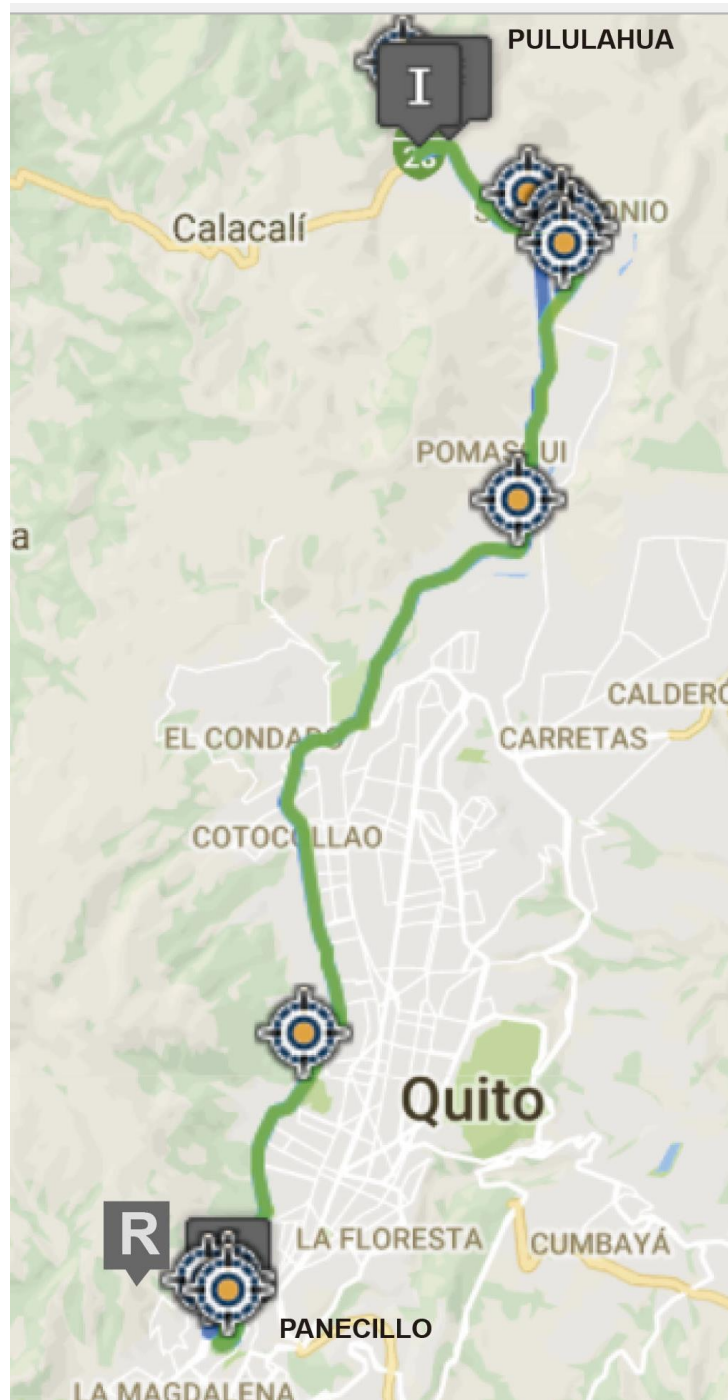 PULULAHUA
I
28
Calacalí
POMASQUI
a
CALDERÓ
EL CONDADO
CARRETAS
COTOCOLLAO
Quito
R
LA FLORESTA
CUMBAYÁ
PANECILLO
LA MAGDALENA